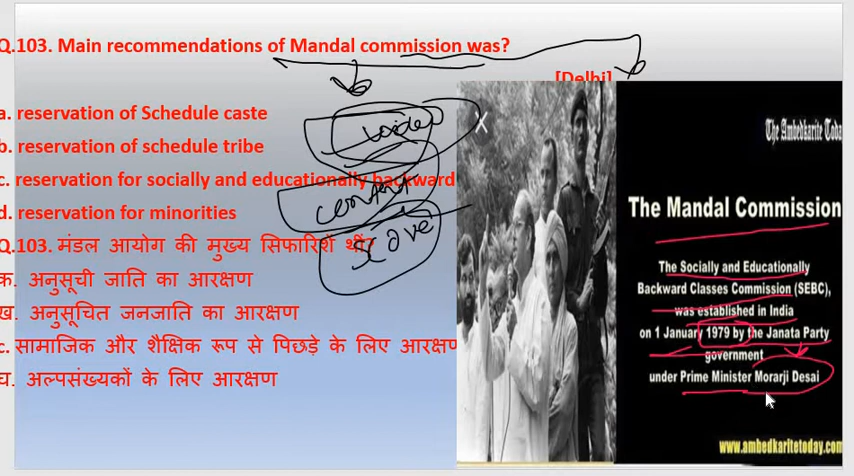 Q.103. Main recommendations of Mandal commission was?
[Delhi]
a. reservation of Schedule caste
b. reservation of schedule tribe
c. reservation for socially and educationally backward
d. reservation for minorities
Q.103. मंडल आयोग की मुख्य सिफारिशें थीं?
क. अनुसूची जाति का आरक्षण
ख. अनुसूचित जनजाति का आरक्षण
c. सामाजिक और शैक्षिक रूप से पिछड़े के लिए आरक्षण
घ. अल्पसंख्यकों के लिए आरक्षण
The Ambedkarite Toda
The Mandal Commission
The Socially and Educationally
Backward Classes Commission (SEBC),
was established in India
on 1 January 1979 by the Janata Party
government
under Prime Minister Morarji Desai
www.ambedkaritetoday.com